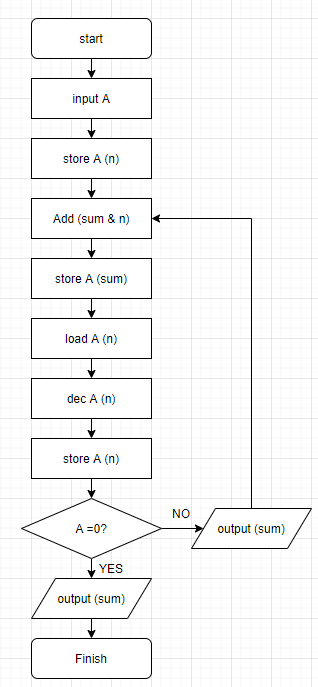 start
input A
store A (n)
Add (sum & n)
store A (sum)
load A (n)
dec A (n)
store A (n)
A =0?
NO
output (sum)
YES
output (sum)
Finish